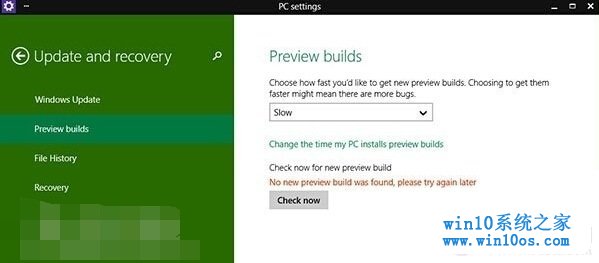 PC settings
Update and recovery
Windows Update
Preview builds
File History
Recovery
Preview builds
Choose how fast you'd like to get new preview builds. Choosing to get them
faster might mean there are more bugs.
Slow
Change the time my PC installs preview builds
Check now for new preview build
No new preview build was found, please try again later
Check now
win10系统之家
www.win10os.com